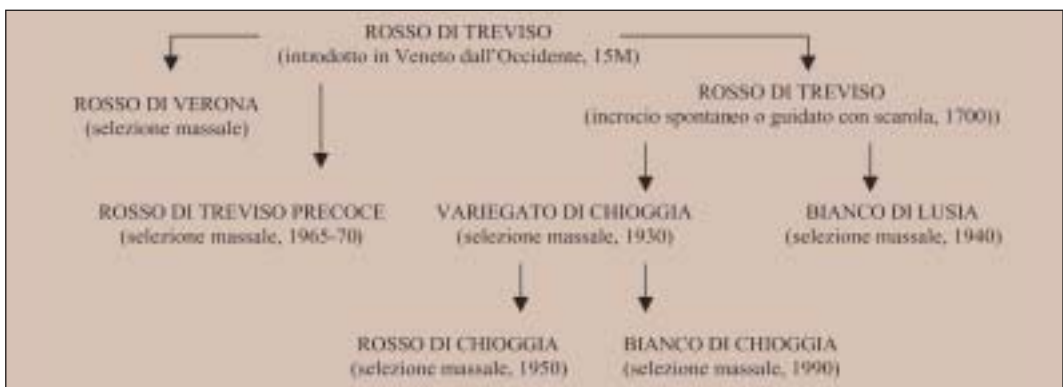 ROSSO DI TREVISO
(introdotto in Veneto dall'Occidente, 15M)
ROSSO DI VERONA
(selezione massale)
ROSSO DI TREVISO
(incrocio spontaneo o guidato con scarola, 1700))
ROSSO DI TREVISO PRECOCE
(selezione massale, 1965-70)
VARIEGATO DI CHIOGGIA
(selezione massale, 1930)
BIANCO DI LUSIA
(selezione massale, 1940)
ROSSO DI CHIOGGIA
(selezione massale, 1950)
BIANCO DI CHIOGGIA
(selezione massale, 1990)